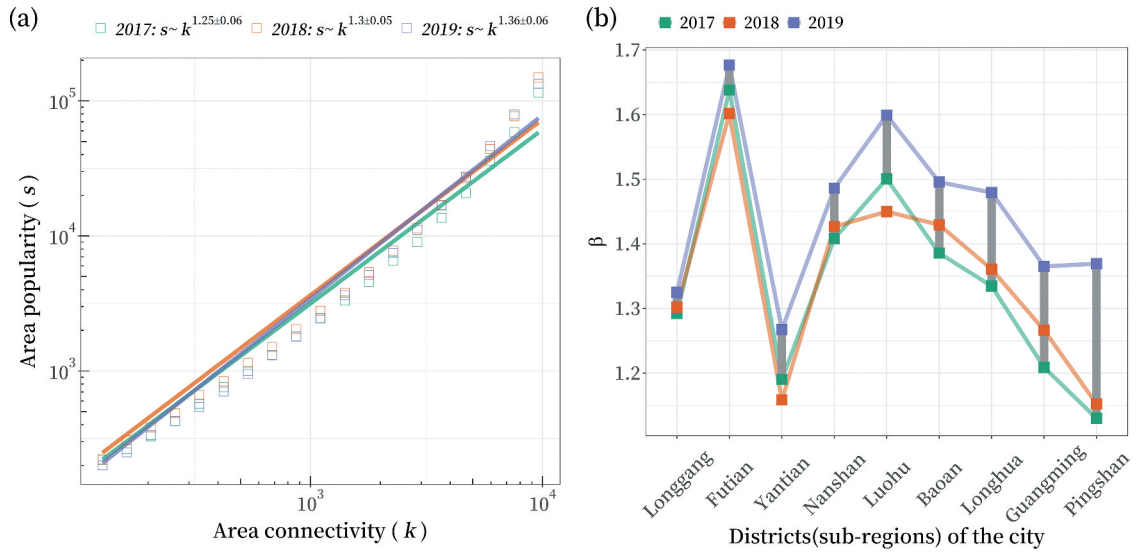 (a)
2017: s~ k^1.25±0.06 2018: s~ k^1.3±0.05 2019: s~ k^1.36±0.06
Area popularity ( s )
10^5
10^4
10^3
10^3 10^4
Area connectivity ( k )
(b)
2017 2018 2019
β
1.7
1.6
1.5
1.4
1.3
1.2
Longgang
Futian
Yantian
Nanshan
Luohu
Baoan
Longhua
Guangming
Pingshan
Districts(sub-regions) of the city